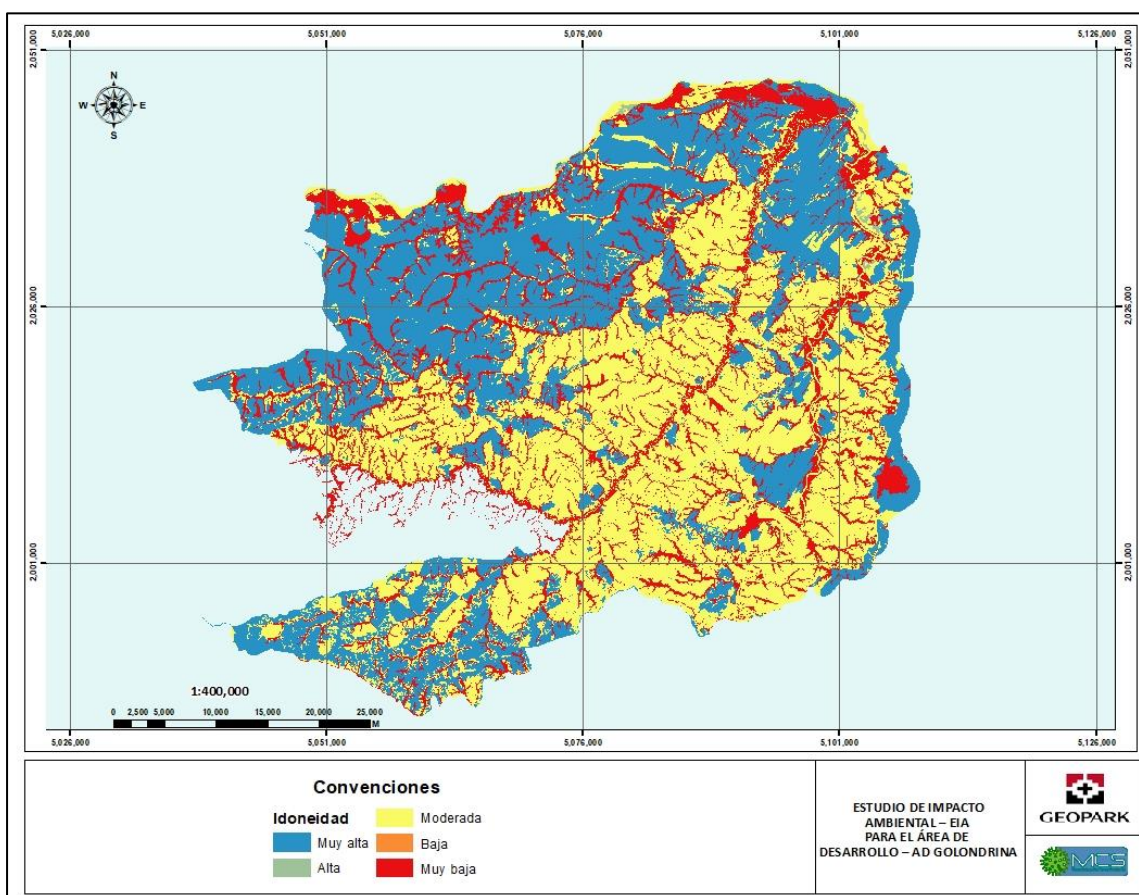 5,026,000 5,051,000 5,076,000 5,101,000 5,126,000
2,051,000 2,051,000
N
W E
S
2,026,000 2,026,000
2,001,000 2,001,000
1:400,000
0 2,500 5,000 10,000 15,000 20,000 25,000
M
5,026,000 5,051,000 5,076,000 5,101,000 5,126,000
Convenciones
Idoneidad
Muy alta
Alta
Moderada
Baja
Muy baja
ESTUDIO DE IMPACTO
AMBIENTAL – EIA
PARA EL ÁREA DE
DESARROLLO – AD GOLONDRINA
GEOPARK
MCS